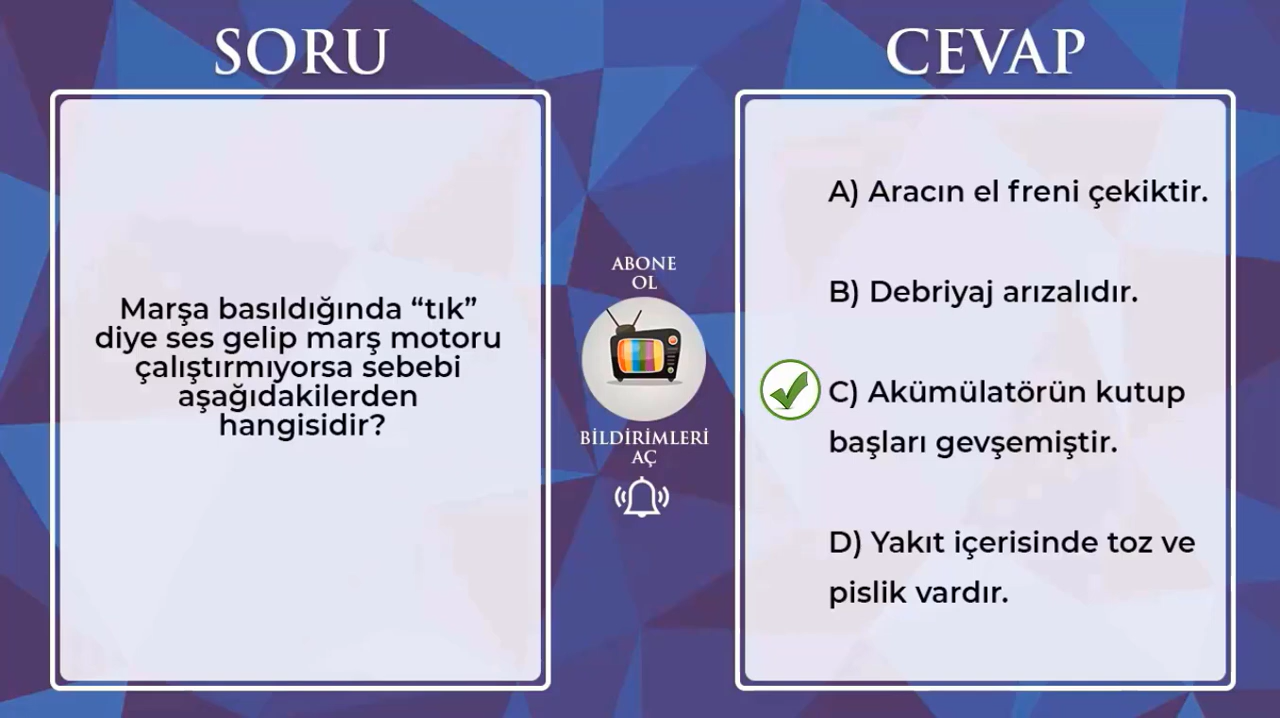 SORU
Marşa basıldığında “tık”
diye ses gelip marş motoru
çalıştırmıyorsa sebebi
aşağıdakilerden
hangisidir?
ABONE
OL
BİLDİRİMLERİ
AÇ
CEVAP
A) Aracın el freni çekiktir.
B) Debriyaj arızalıdır.
C) Akümülatörün kutup
başları gevşemiştir.
D) Yakıt içerisinde toz ve
pislik vardır.